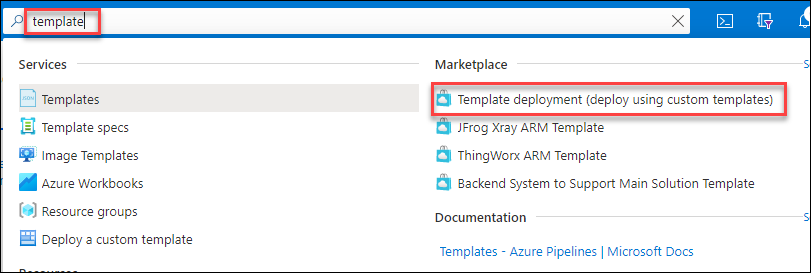 template
Services
Templates
Template specs
Image Templates
Azure Workbooks
Resource groups
Deploy a custom template
Marketplace
Template deployment (deploy using custom templates)
JFrog Xray ARM Template
ThingWorx ARM Template
Backend System to Support Main Solution Template
Documentation
Templates - Azure Pipelines | Microsoft Docs